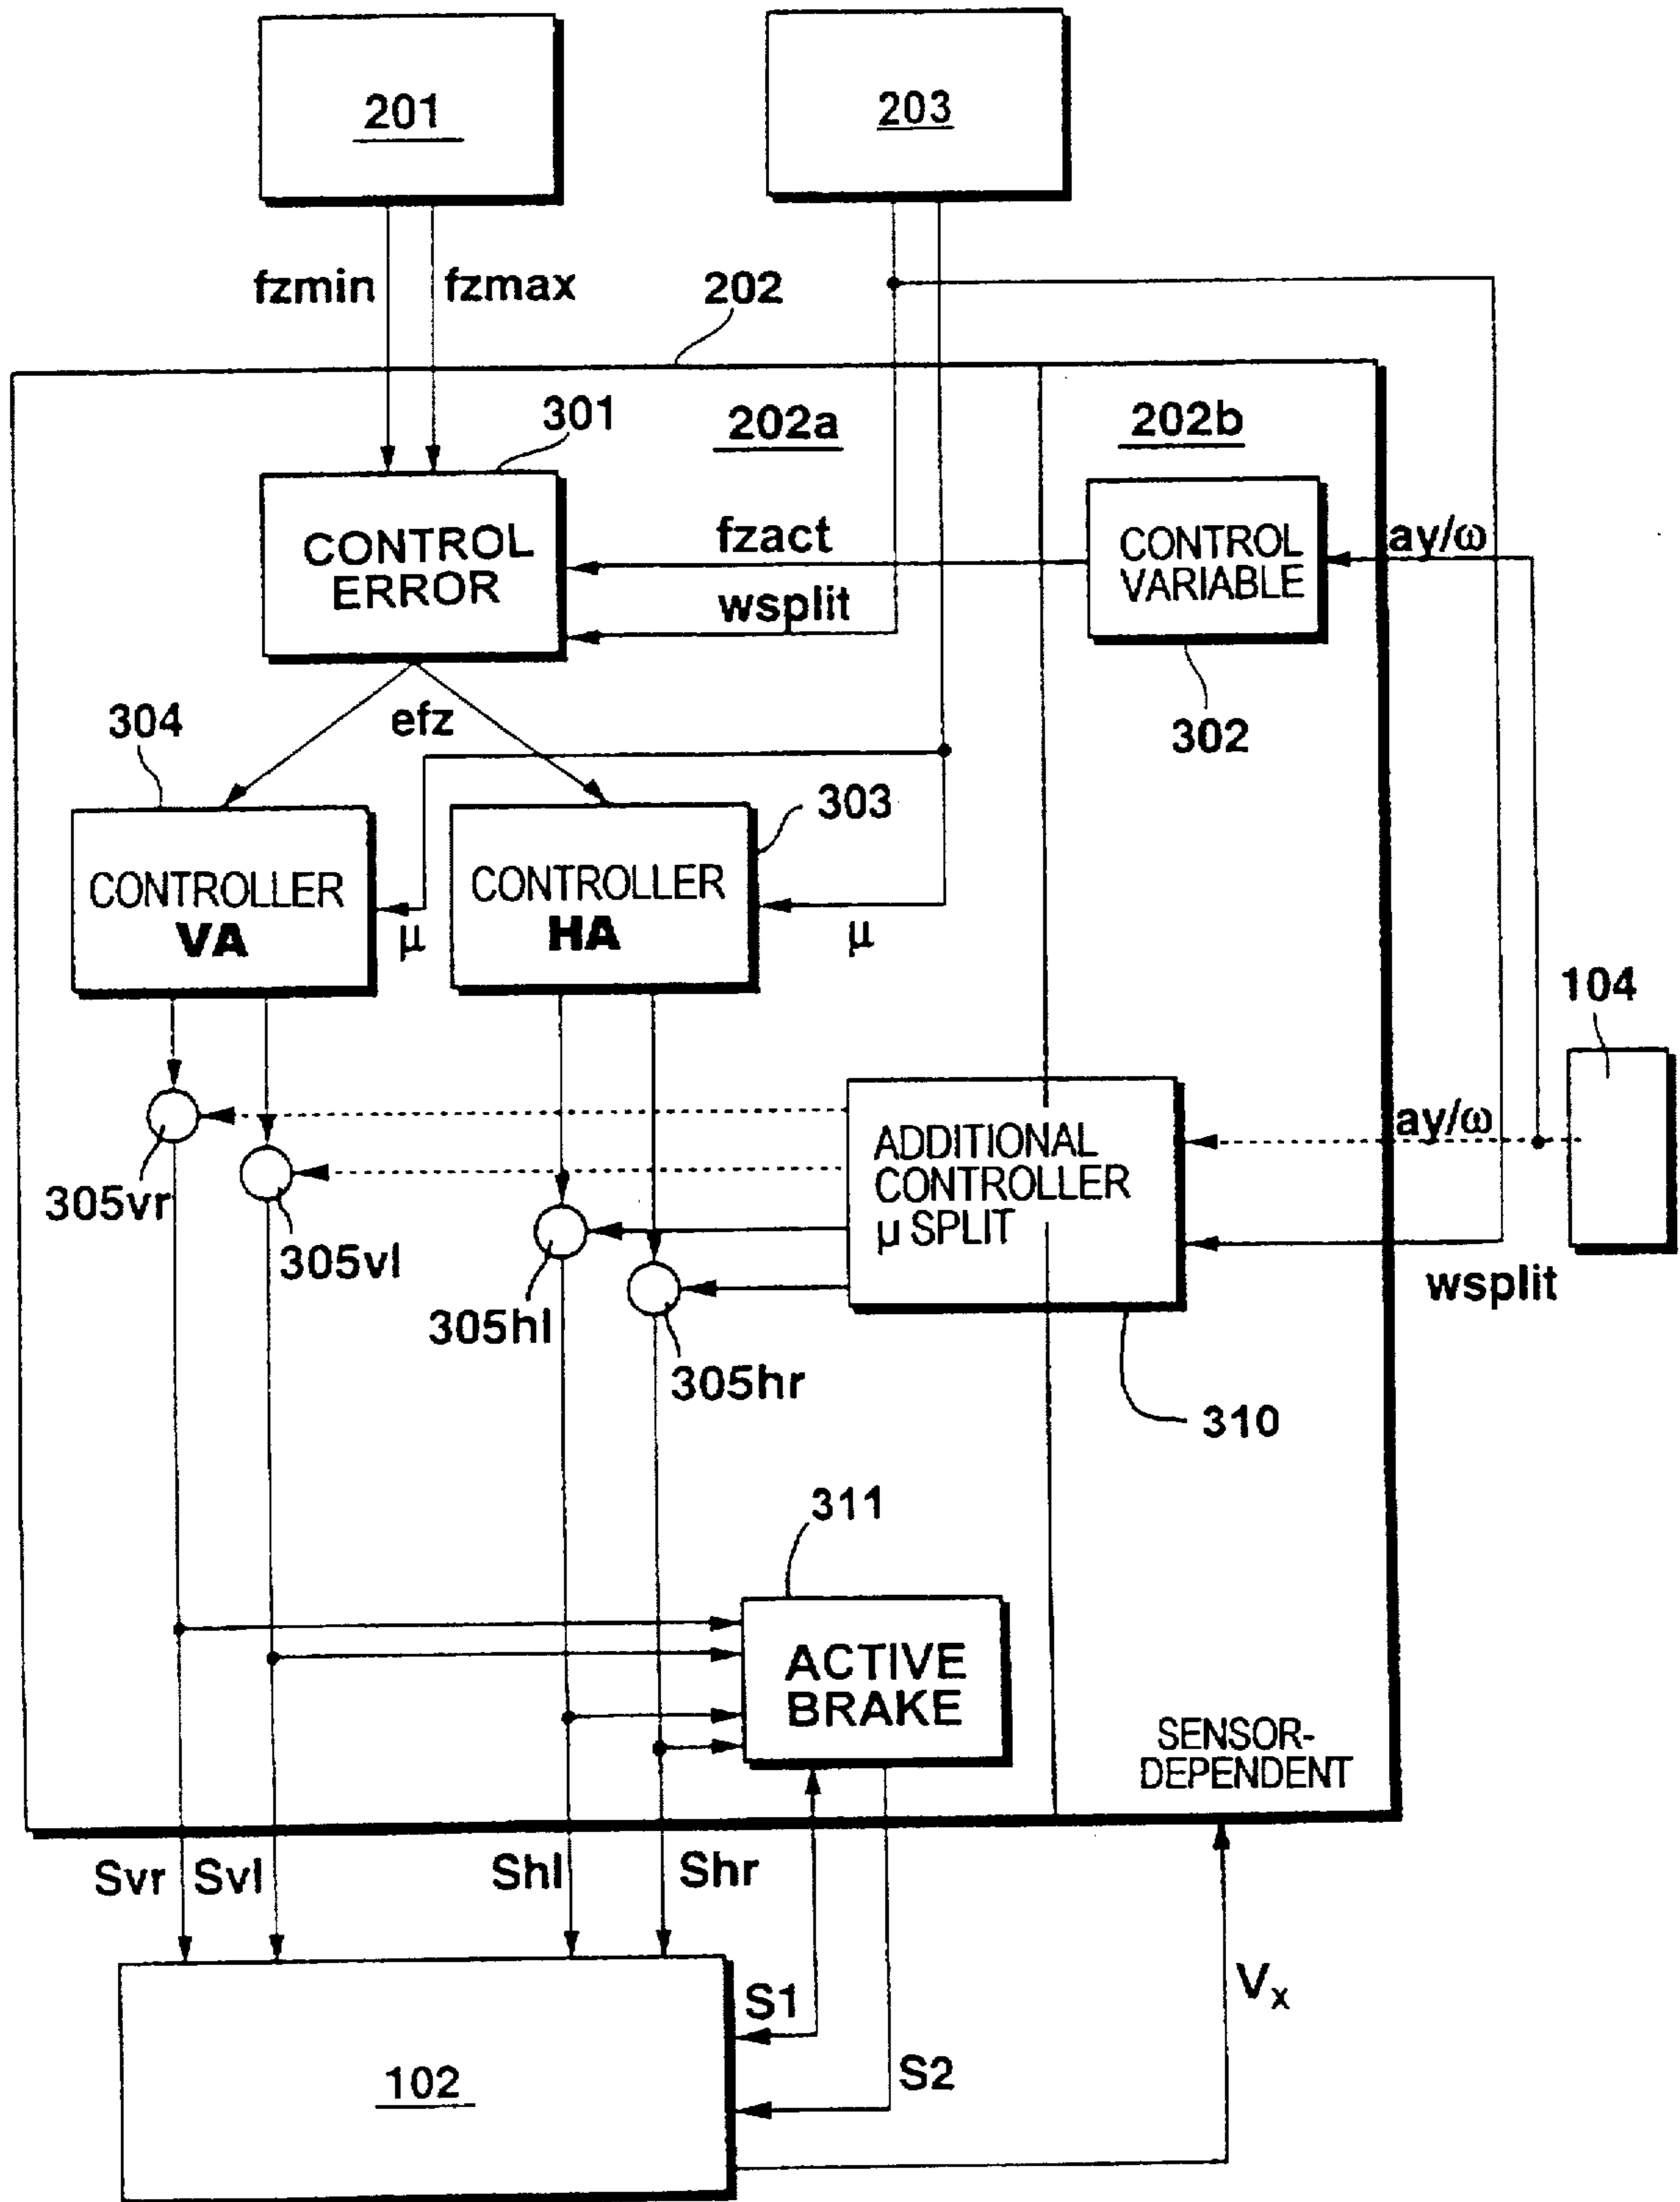 201
203
fzmin
fzmax
202
301
202a
202b
CONTROL
ERROR
fzact
wsplit
CONTROL
VARIABLE
ay/ω
302
304
efz
303
CONTROLLER
VA
μ
CONTROLLER
HA
μ
104
305vr
305vl
305hl
305hr
ADDITIONAL
CONTROLLER
μ SPLIT
ay/ω
wsplit
310
311
ACTIVE
BRAKE
SENSOR-
DEPENDENT
Svr
Svl
Shl
Shr
S1
S2
Vx
102